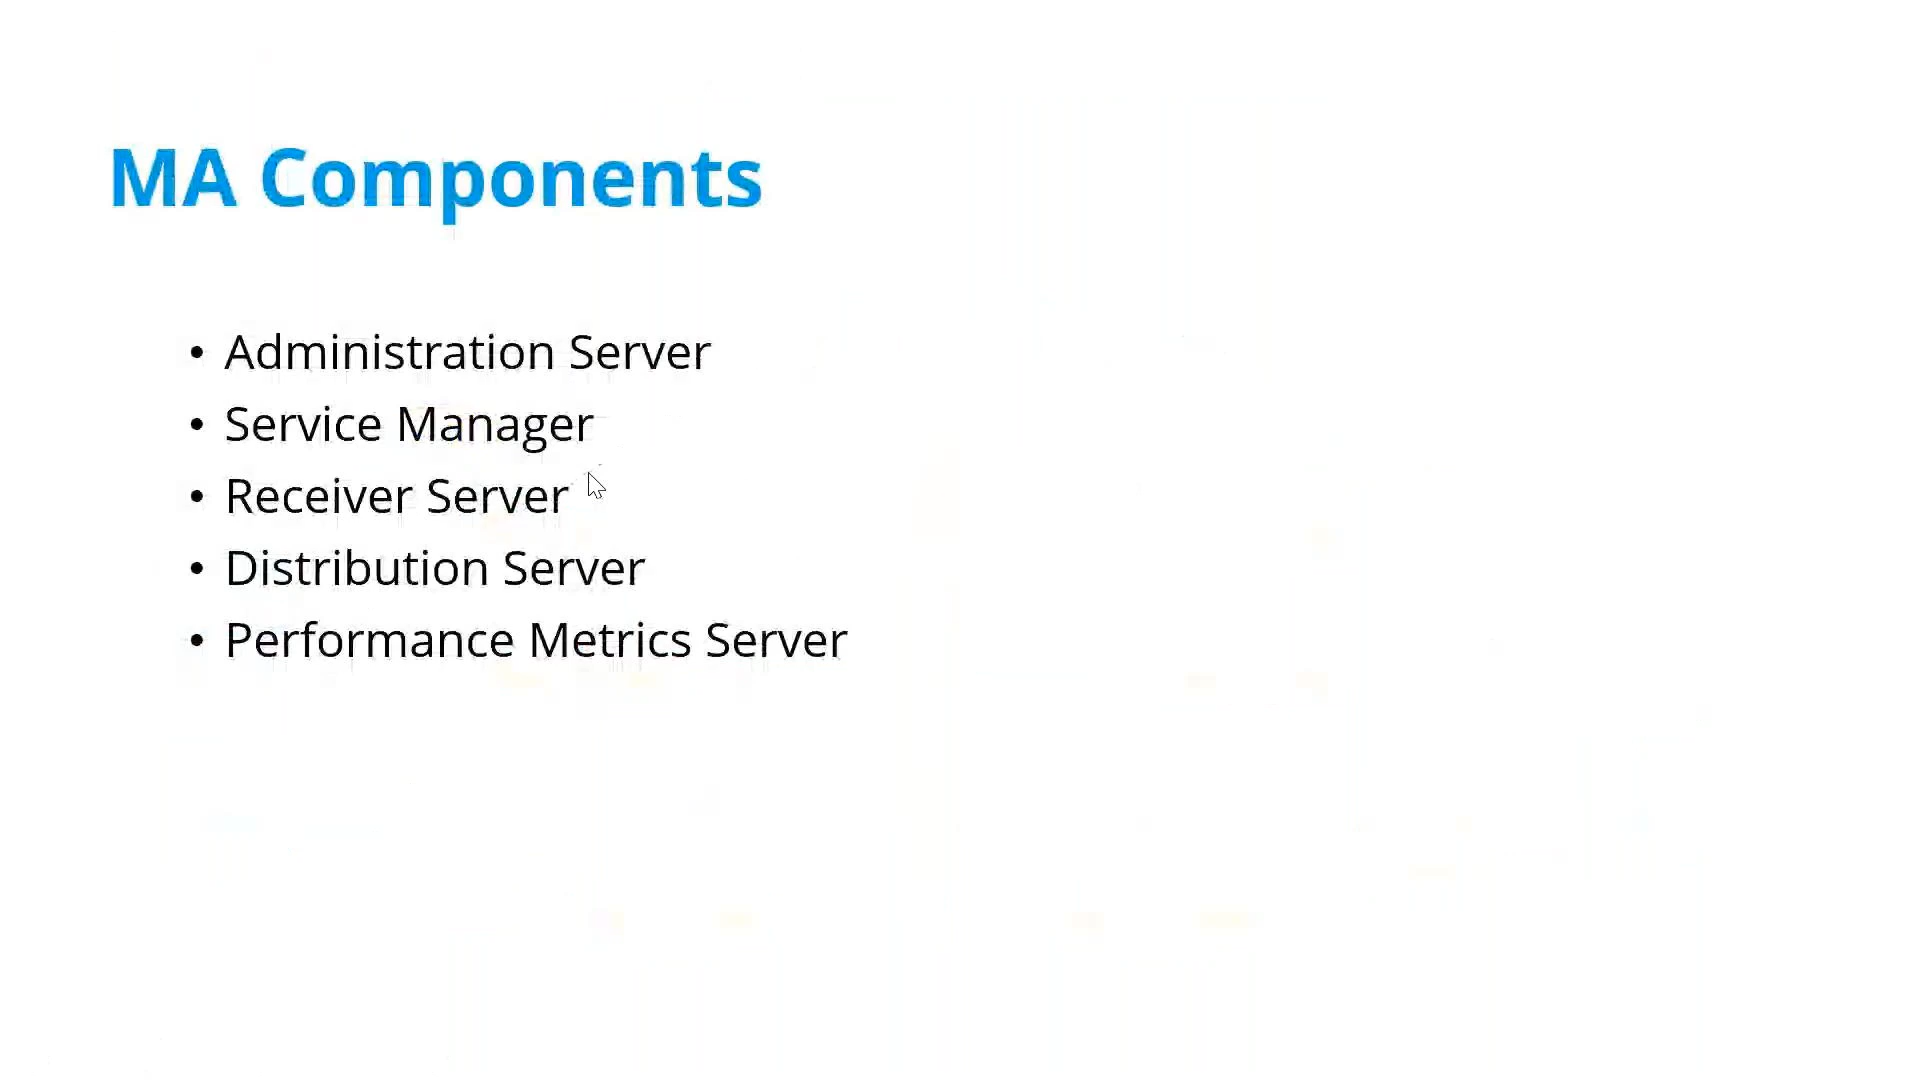 MA Components
• Administration Server
• Service Manager
• Receiver Server
• Distribution Server
• Performance Metrics Server